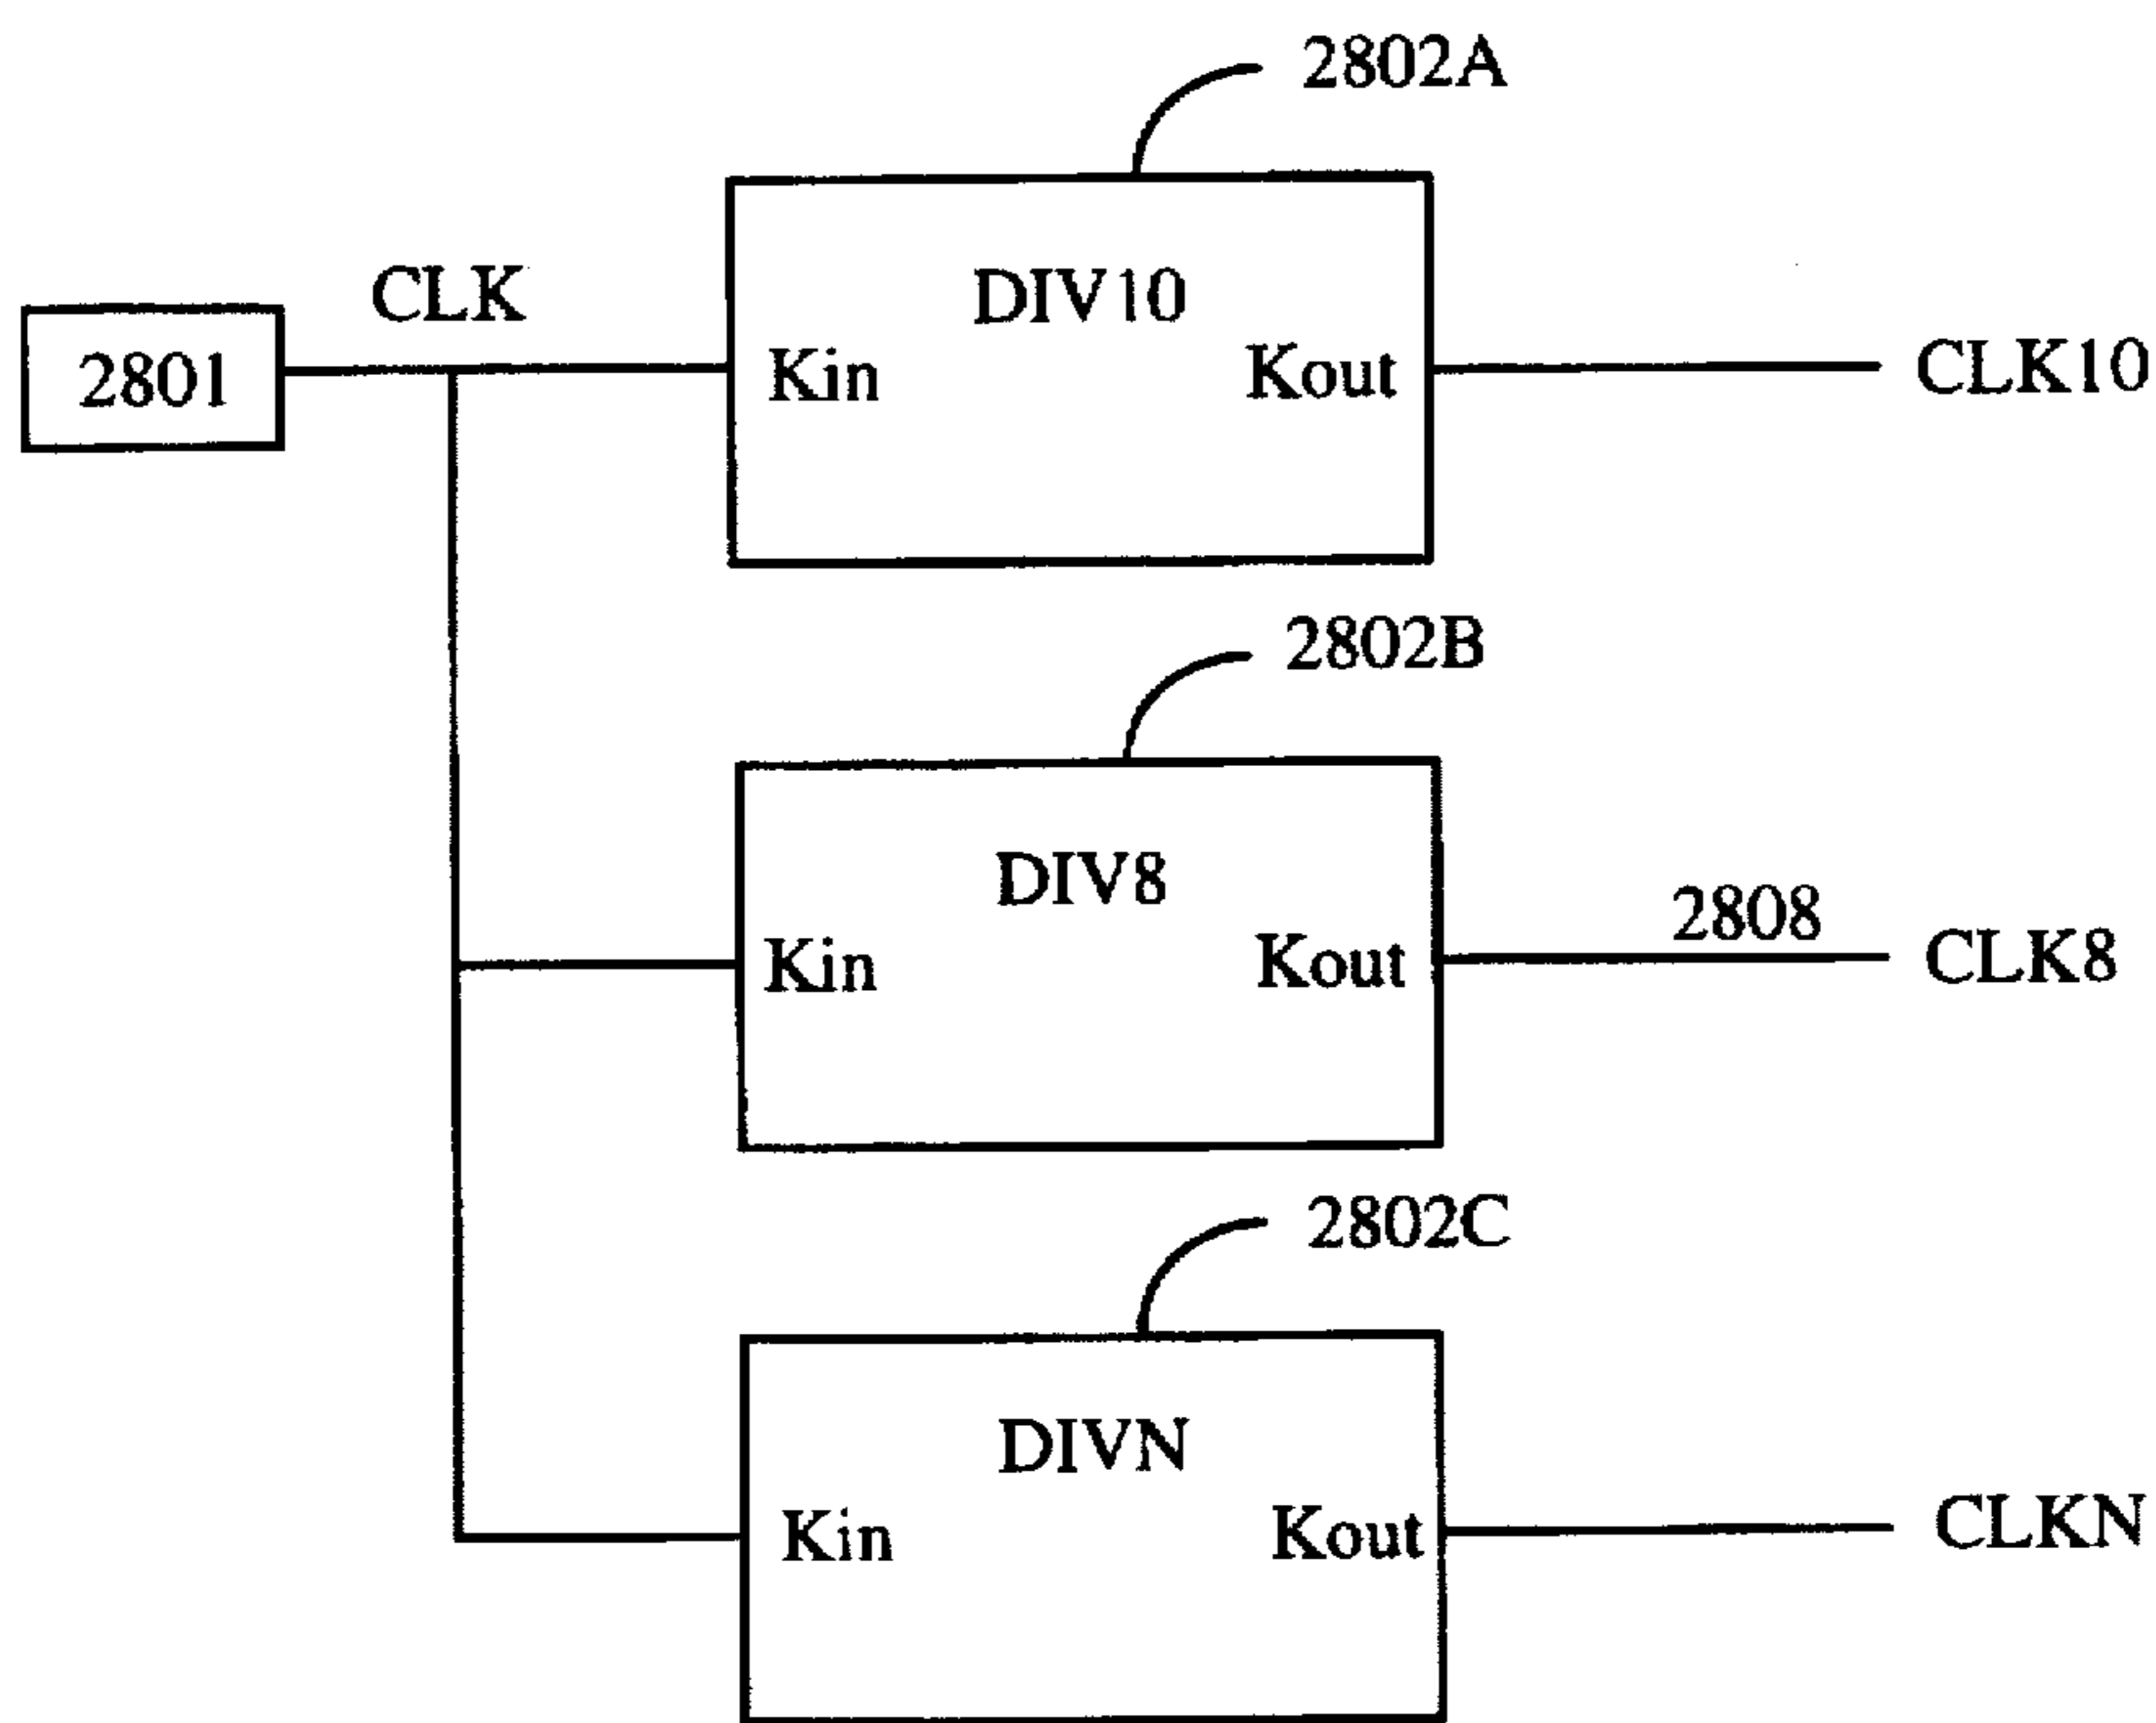 2802A
CLK
DIV10
2801
Kin
Kout
CLK10
2802B
DIV8
2808
Kin
Kout
CLK8
2802C
DIVN
Kin
Kout
CLKN